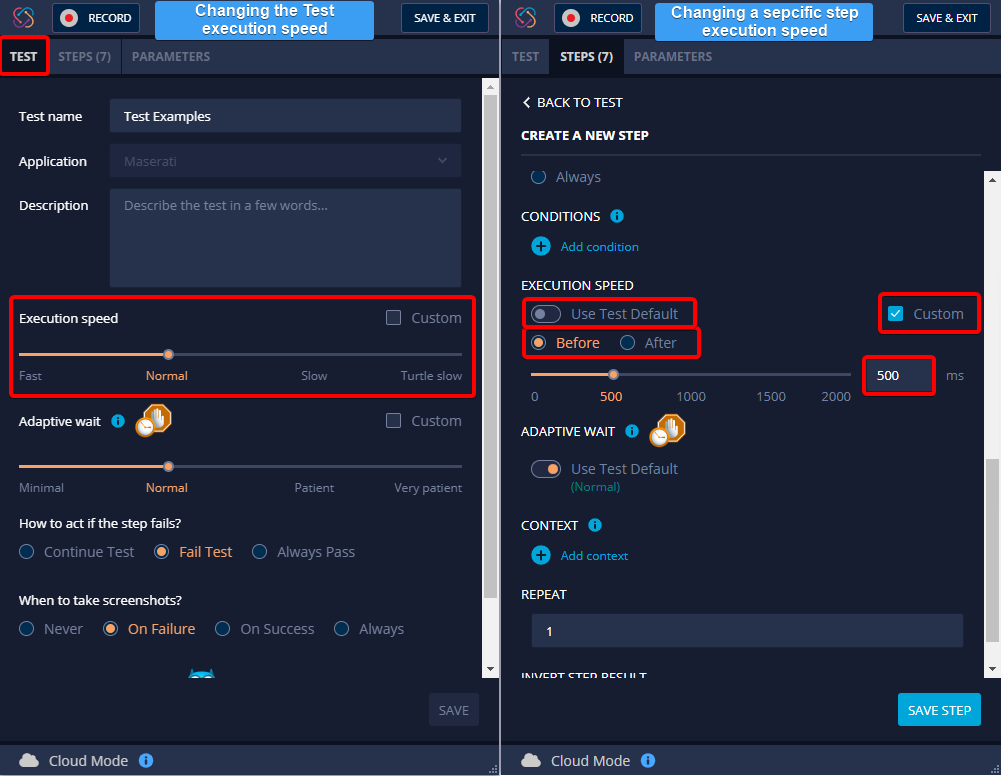 RECORD
Changing the Test
execution speed
SAVE & EXIT
TEST
STEPS (7)
PARAMETERS
Test name
Test Examples
Application
Maserati
Description
Describe the test in a few words...
Execution speed
Custom
Fast
Normal
Slow
Turtle slow
Adaptive wait
Custom
Minimal
Normal
Patient
Very patient
How to act if the step fails?
Continue Test
Fail Test
Always Pass
When to take screenshots?
Never
On Failure
On Success
Always
SAVE
Cloud Mode
RECORD
Changing a sepcific step
execution speed
SAVE & EXIT
TEST
STEPS (7)
PARAMETERS
BACK TO TEST
CREATE A NEW STEP
Always
CONDITIONS
Add condition
EXECUTION SPEED
Use Test Default
Custom
Before
After
500
ms
0
500
1000
1500
2000
ADAPTIVE WAIT
Use Test Default
(Normal)
CONTEXT
Add context
REPEAT
1
INVERT STEP RESULT
SAVE STEP
Cloud Mode